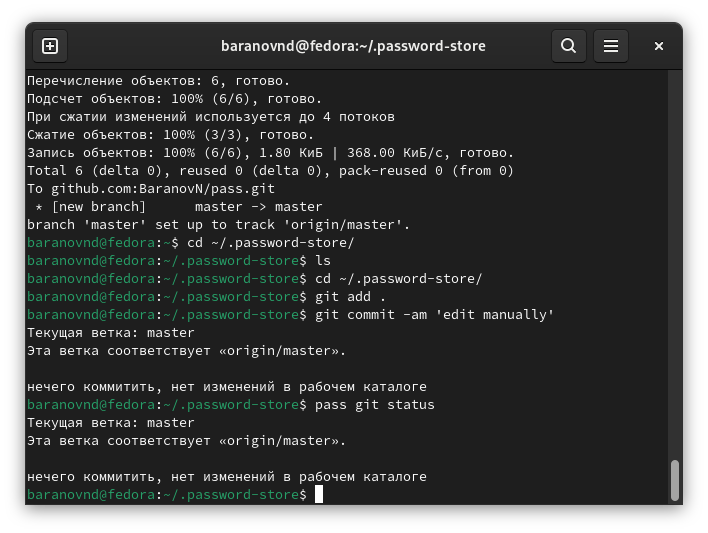 baranovnd@fedora:~/.password-store
Перечисление объектов: 6, готово.
Подсчет объектов: 100% (6/6), готово.
При сжатии изменений используется до 4 потоков
Сжатие объектов: 100% (3/3), готово.
Запись объектов: 100% (6/6), 1.80 КиБ | 368.00 КиБ/с, готово.
Total 6 (delta 0), reused 0 (delta 0), pack-reused 0 (from 0)
To github.com:BaranovN/pass.git
 * [new branch]      master -> master
branch 'master' set up to track 'origin/master'.
baranovnd@fedora:~$ cd ~/.password-store/
baranovnd@fedora:~/.password-store$ ls
baranovnd@fedora:~/.password-store$ cd ~/.password-store/
baranovnd@fedora:~/.password-store$ git add .
baranovnd@fedora:~/.password-store$ git commit -am 'edit manually'
Текущая ветка: master
Эта ветка соответствует «origin/master».
нечего коммитить, нет изменений в рабочем каталоге
baranovnd@fedora:~/.password-store$ pass git status
Текущая ветка: master
Эта ветка соответствует «origin/master».
нечего коммитить, нет изменений в рабочем каталоге
baranovnd@fedora:~/.password-store$